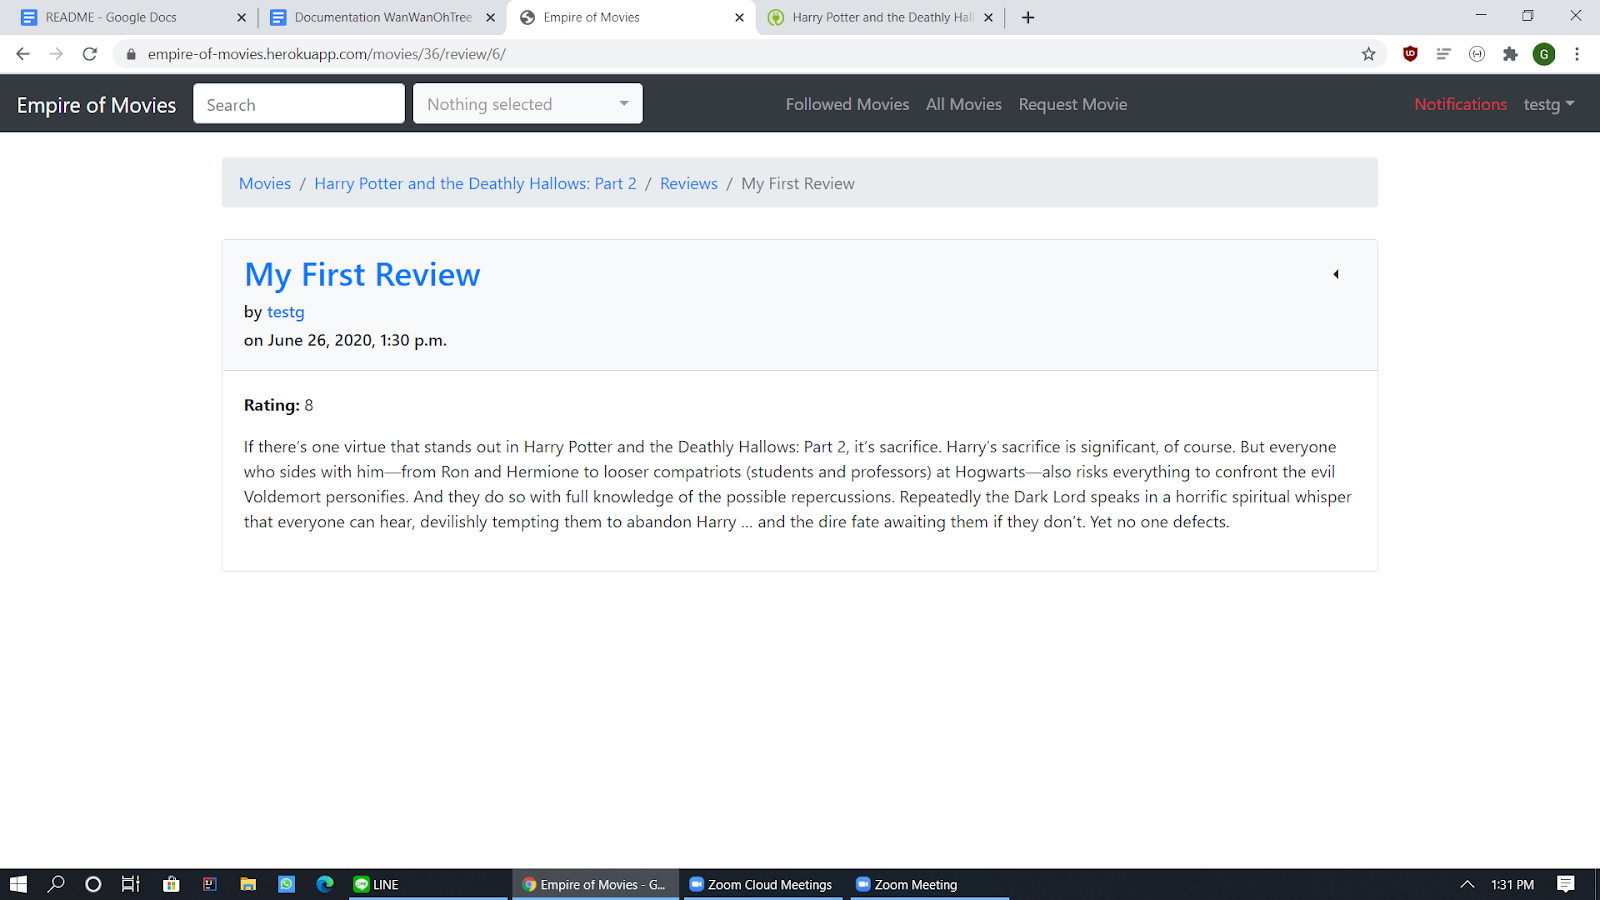 README - Google Docs
Documentation WanWanOhTree
Empire of Movies
Harry Potter and the Deathly Hal
empire-of-movies.herokuapp.com/movies/36/review/6/
G
Empire of Movies
Search
Nothing selected
Followed Movies
All Movies
Request Movie
Notifications
testg
Movies / Harry Potter and the Deathly Hallows: Part 2 / Reviews / My First Review
My First Review
by testg
on June 26, 2020, 1:30 p.m.
Rating: 8
If there’s one virtue that stands out in Harry Potter and the Deathly Hallows: Part 2, it’s sacrifice. Harry’s sacrifice is significant, of course. But everyone
who sides with him—from Ron and Hermione to looser compatriots (students and professors) at Hogwarts—also risks everything to confront the evil
Voldemort personifies. And they do so with full knowledge of the possible repercussions. Repeatedly the Dark Lord speaks in a horrific spiritual whisper
that everyone can hear, devilishly tempting them to abandon Harry ... and the dire fate awaiting them if they don’t. Yet no one defects.
LINE
Empire of Movies - G...
Zoom Cloud Meetings
Zoom Meeting
1:31 PM